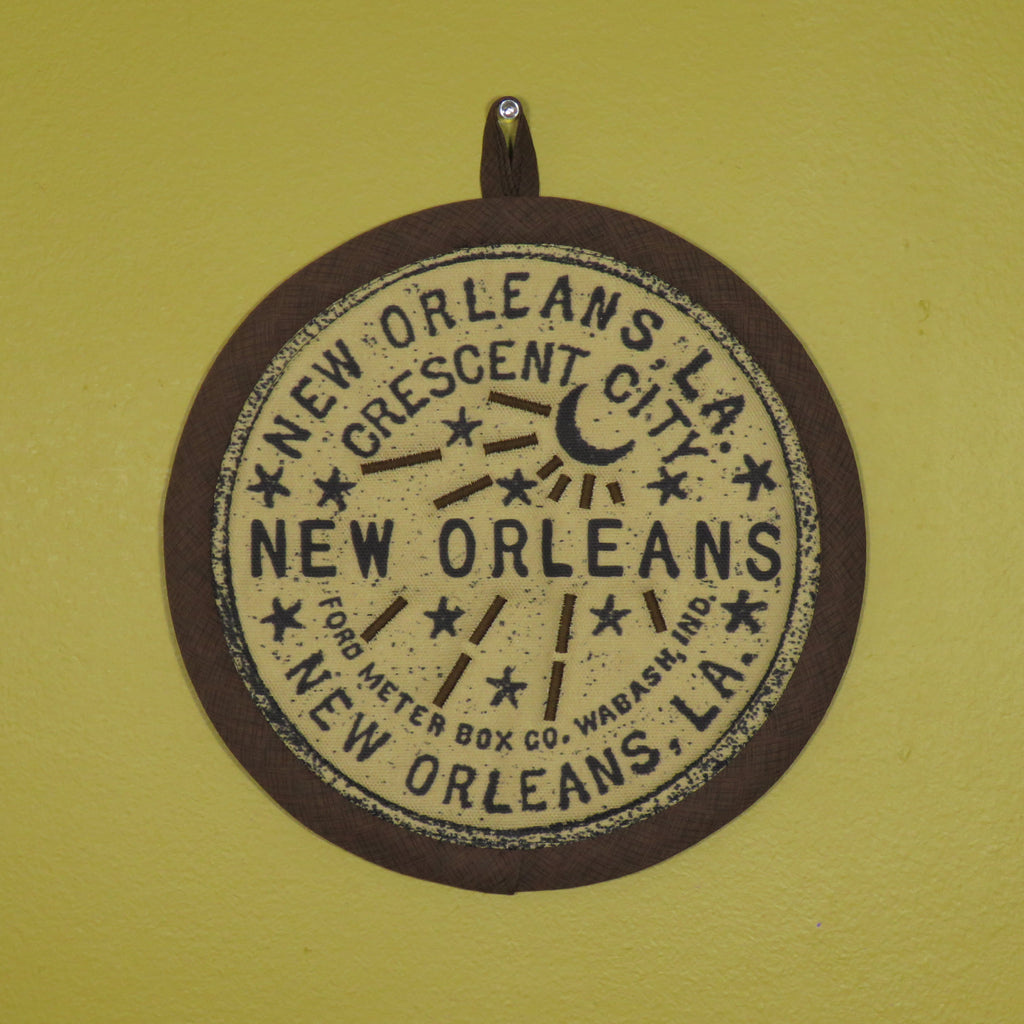 NEW ORLEANS, LA.
CRESCENT CITY
NEW ORLEANS
FORD METER BOX CO. WABASH, IND.
NEW ORLEANS, LA.